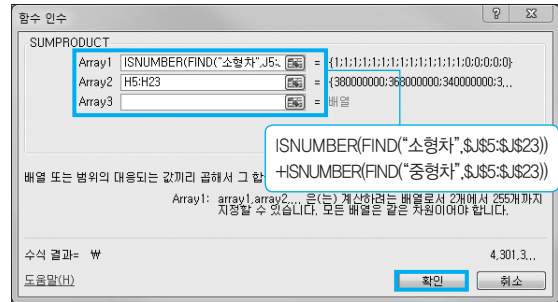 함수 인수
SUMPRODUCT
Array1 ISNUMBER(FIND("소형차",J5: = {1;1;1;1;1;1;1;1;1;1;1;1;1;1;1;0;0;0;0}
Array2 H5:H23 = {380000000;368000000;340000000;3...
Array3 = 배열
ISNUMBER(FIND("소형차",$J$5:$J$23))
+ISNUMBER(FIND("중형차",$J$5:$J$23))
배열 또는 범위의 대응되는 값끼리 곱해서 그 합
Array1: array1,array2,... 은(는) 계산하려는 배열로서 2개에서 255개까지
지정할 수 있습니다. 모든 배열은 같은 차원이어야 합니다.
수식 결과= ₩ 4,301,3...
도움말(H) 확인 취소